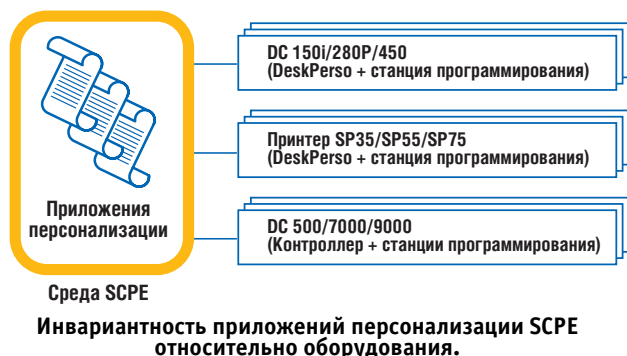 DC 150i/280P/450
(DeskPerso + станция программирования)
Принтер SP35/SP55/SP75
(DeskPerso + станция программирования)
Приложения
персонализации
DC 500/7000/9000
(Контроллер + станции программирования)
Среда SCPE
Инвариантность приложений персонализации SCPE
относительно оборудования.